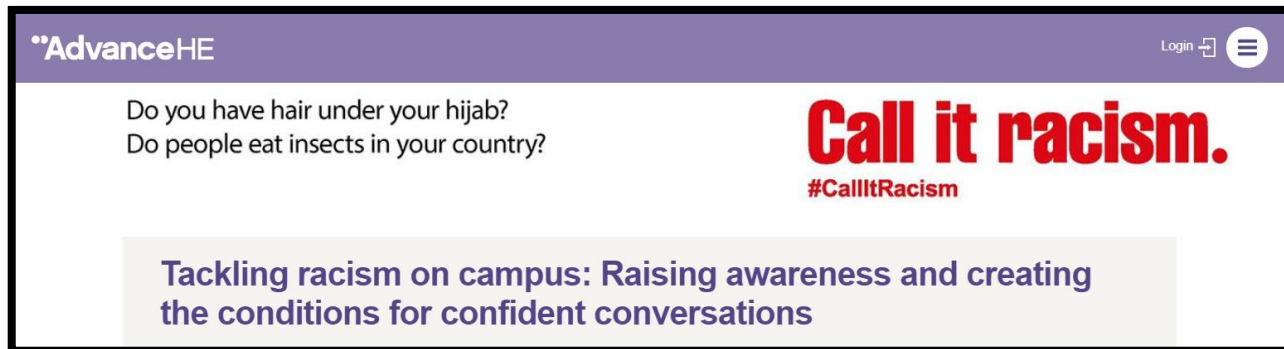 AdvanceHE
Login
Do you have hair under your hijab?
Do people eat insects in your country?
Call it racism.
#CallItRacism
Tackling racism on campus: Raising awareness and creating
the conditions for confident conversations